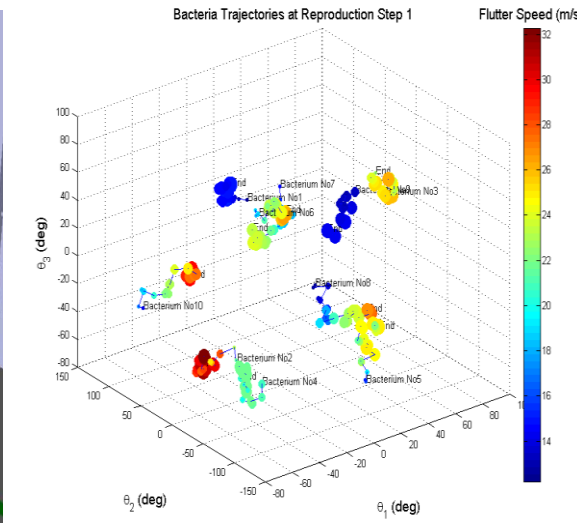 Bacteria Trajectories at Reproduction Step 1
Flutter Speed (m/s
100
80
60
40
20
0
-20
-40
-60
-80
θ3 (deg)
150
100
50
0
-50
-100
-150
θ2 (deg)
-80
-60
-40
-20
0
20
40
60
80
θ1 (deg)
32
30
28
26
24
22
20
18
16
14
End
Bacterium No7
Bacterium No1
Bacterium No6
End
End
Bacterium No3
Bacterium No8
End
End
Bacterium No10
Bacterium No2
Bacterium No4
Bacterium No5